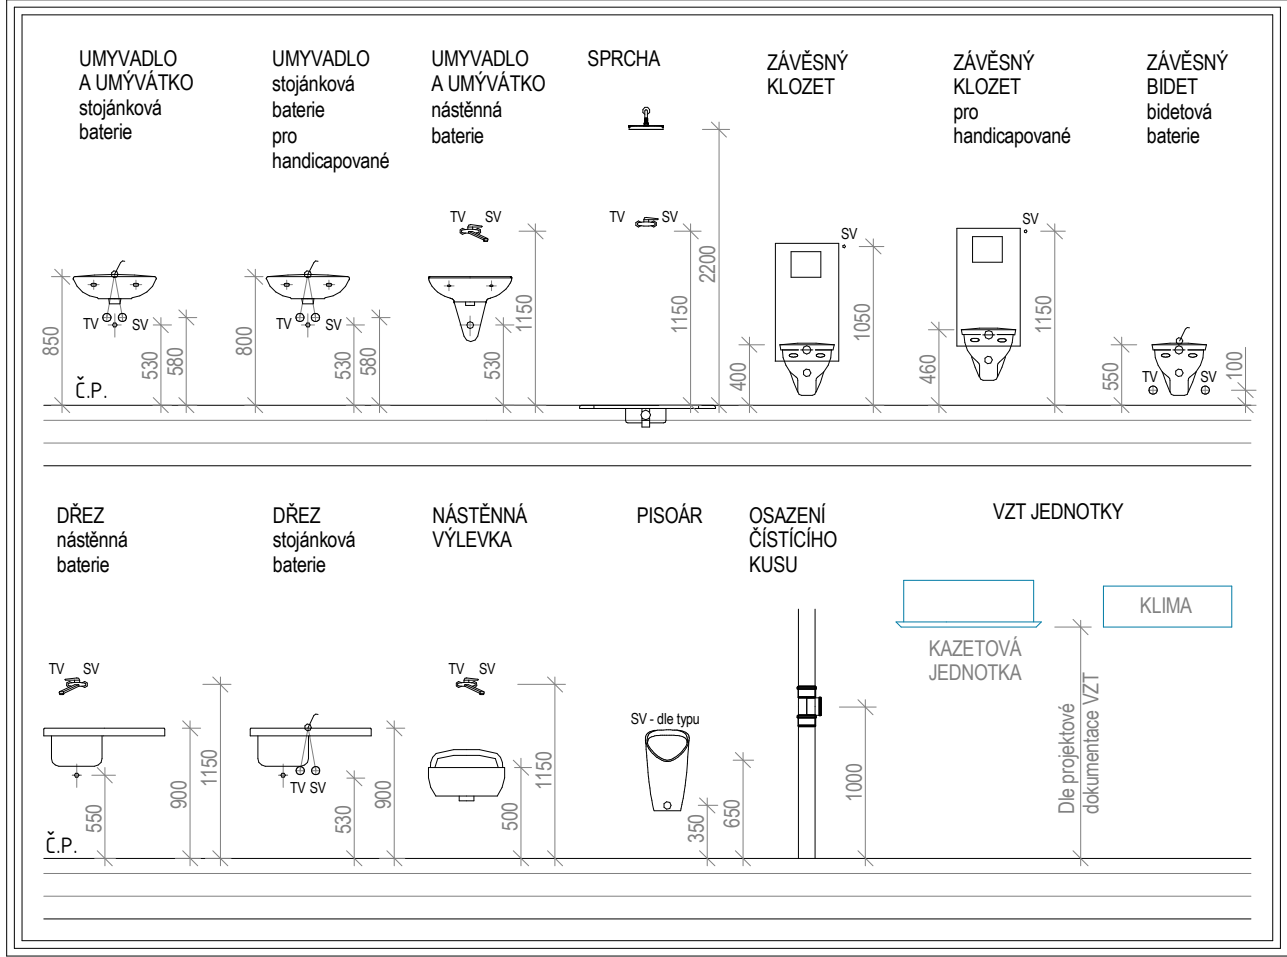 UMYVADLO
A UMÝVÁTKO
stojánková
baterie
UMYVADLO
stojánková
baterie
pro
handicapované
UMYVADLO
A UMÝVÁTKO
nástěnná
baterie
SPRCHA
ZÁVĚSNÝ
KLOZET
ZÁVĚSNÝ
KLOZET
pro
handicapované
ZÁVĚSNÝ
BIDET
bidetová
baterie
TV SV
850
530
580
Č.P.
TV SV
800
530
580
TV SV
1150
530
TV SV
1150
2200
SV
400
1050
SV
460
1150
550
TV SV
100
DŘEZ
nástěnná
baterie
DŘEZ
stojánková
baterie
NÁSTĚNNÁ
VÝLEVKA
PISOÁR
OSAZENÍ
ČÍSTÍCÍHO
KUSU
VZT JEDNOTKY
TV SV
550
900
1150
Č.P.
TV SV
530
900
TV SV
500
1150
SV - dle typu
350
650
1000
KAZETOVÁ
JEDNOTKA
KLIMA
Dle projektové
dokumentace VZT